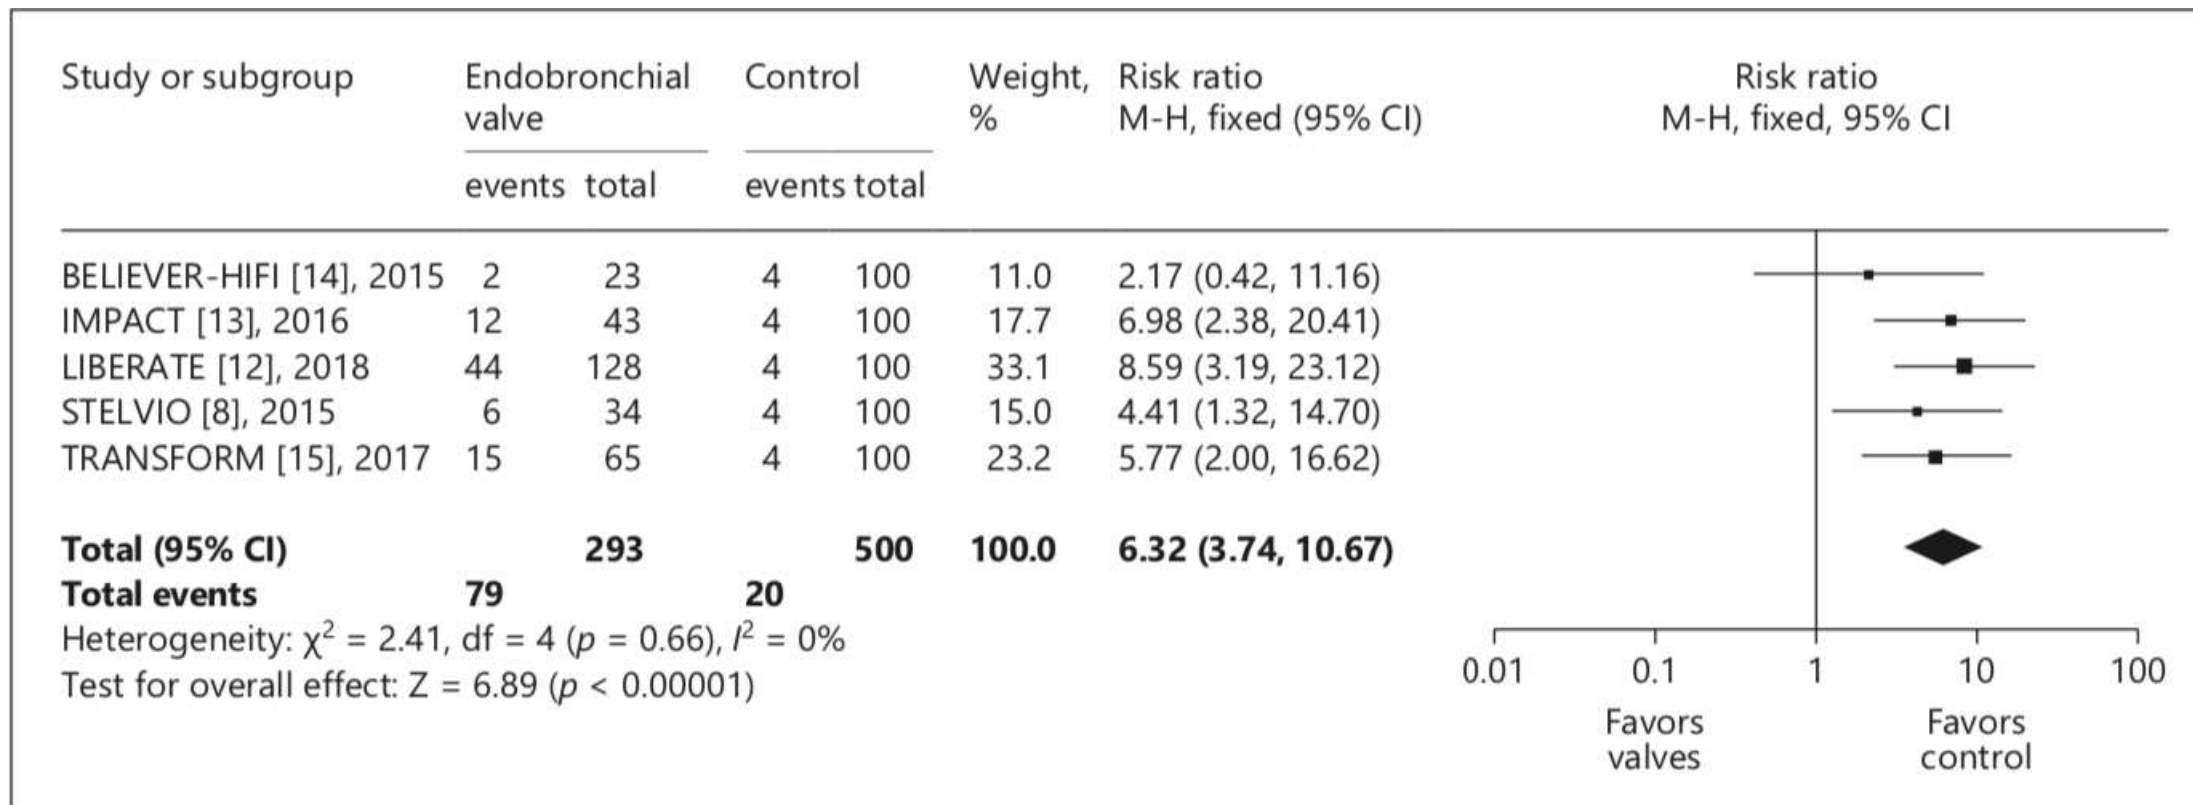 Study or subgroup Endobronchial Control Weight, Risk ratio Risk ratio
valve % M-H, fixed (95% CI) M-H, fixed, 95% CI
events total events total
BELIEVER-HIFI [14], 2015 2 23 4 100 11.0 2.17 (0.42, 11.16)
IMPACT [13], 2016 12 43 4 100 17.7 6.98 (2.38, 20.41)
LIBERATE [12], 2018 44 128 4 100 33.1 8.59 (3.19, 23.12)
STELVIO [8], 2015 6 34 4 100 15.0 4.41 (1.32, 14.70)
TRANSFORM [15], 2017 15 65 4 100 23.2 5.77 (2.00, 16.62)
Total (95% CI) 293 500 100.0 6.32 (3.74, 10.67)
Total events 79 20
Heterogeneity: χ² = 2.41, df = 4 (p = 0.66), I² = 0%
Test for overall effect: Z = 6.89 (p < 0.00001)
0.01 0.1 1 10 100
Favors Favors
valves control